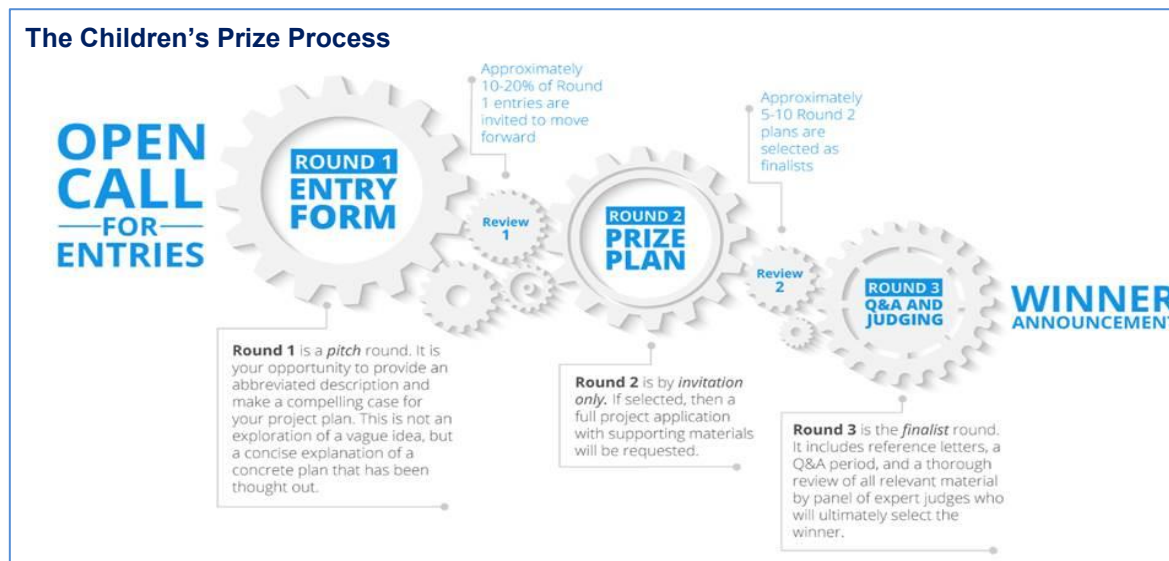 The Children’s Prize Process
OPEN
CALL
FOR
ENTRIES
ROUND 1
ENTRY
FORM
Round 1 is a pitch round. It is
your opportunity to provide an
abbreviated description and
make a compelling case for
your project plan. This is not an
exploration of a vague idea, but
a concise explanation of a
concrete plan that has been
thought out.
Approximately
10-20% of Round
1 entries are
invited to move
forward
Review
1
ROUND 2
PRIZE
PLAN
Round 2 is by invitation
only. If selected, then a
full project application
with supporting materials
will be requested.
Approximately
5-10 Round 2
plans are
selected as
finalists
Review
2
ROUND 3
Q&A AND
JUDGING
Round 3 is the finalist round.
It includes reference letters, a
Q&A period, and a thorough
review of all relevant material
by panel of expert judges who
will ultimately select the
winner.
WINNER
ANNOUNCEMENT